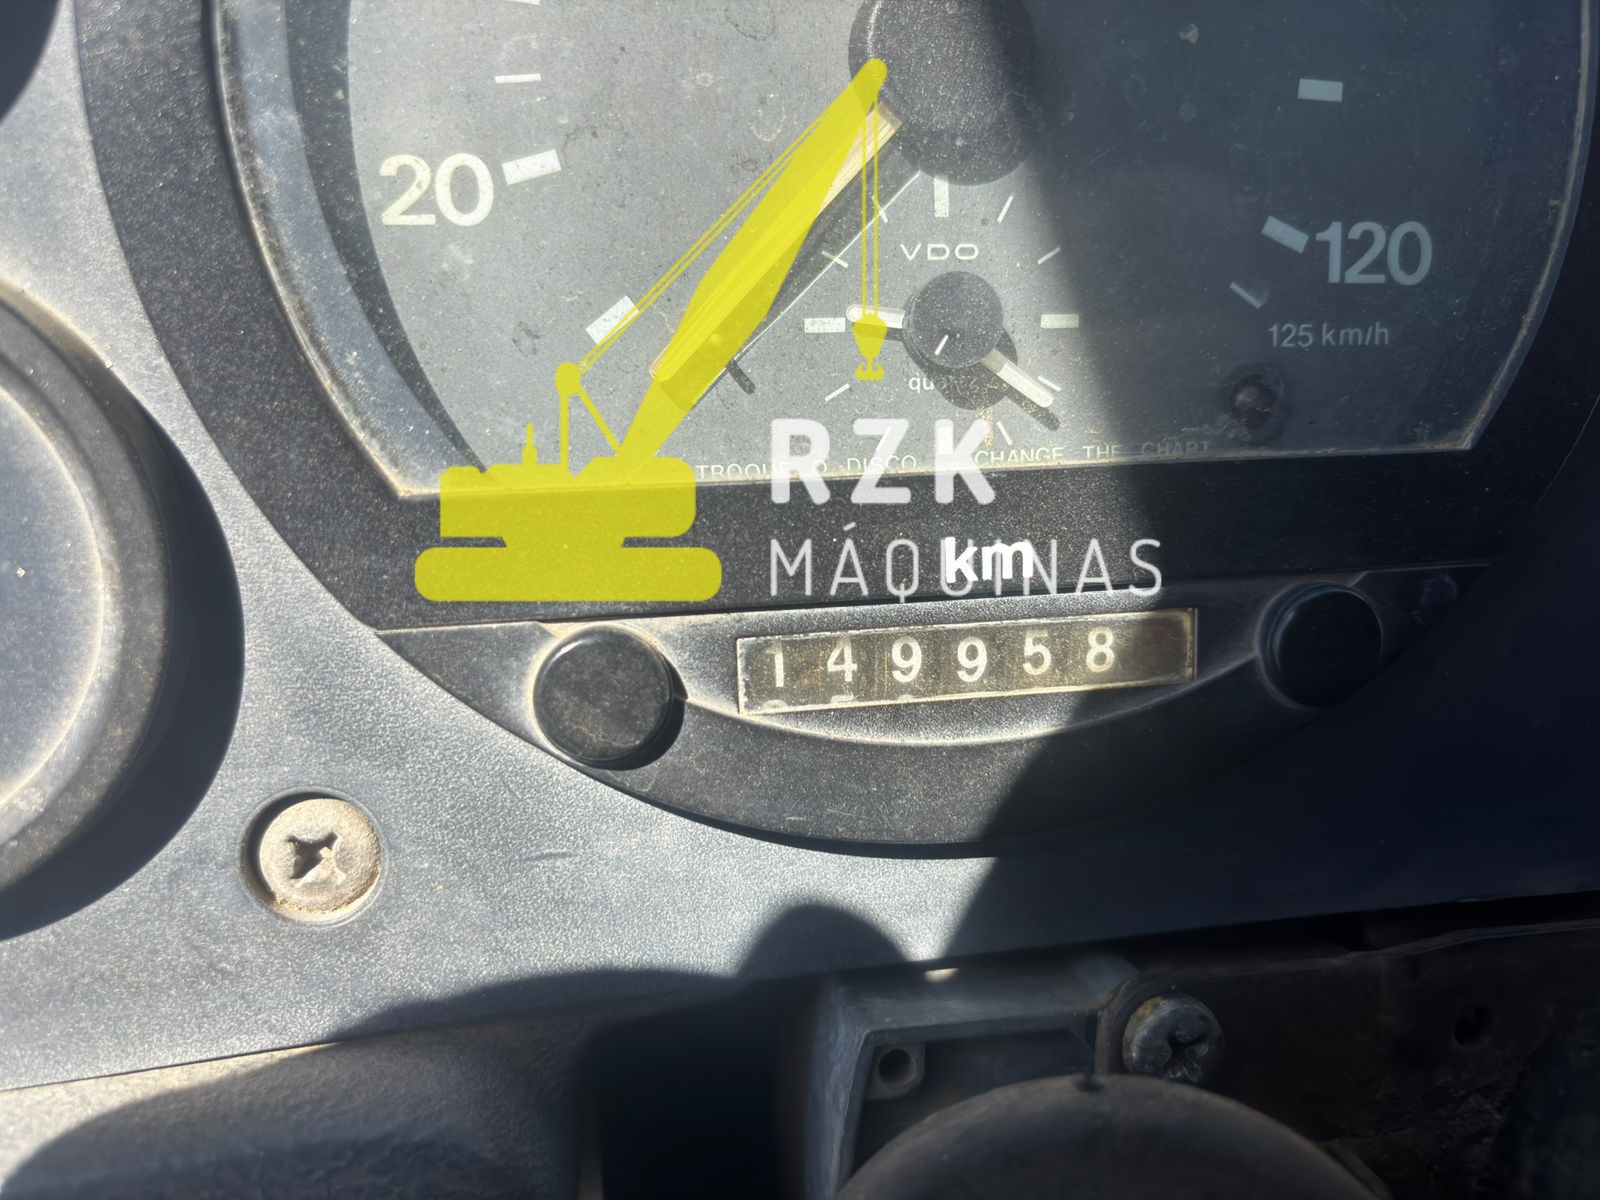 20
VDO
120
125 km/h
quartz
TROQUE O DISCO CHANGE THE CHART
RZK
MÁQUINAS
km
149958